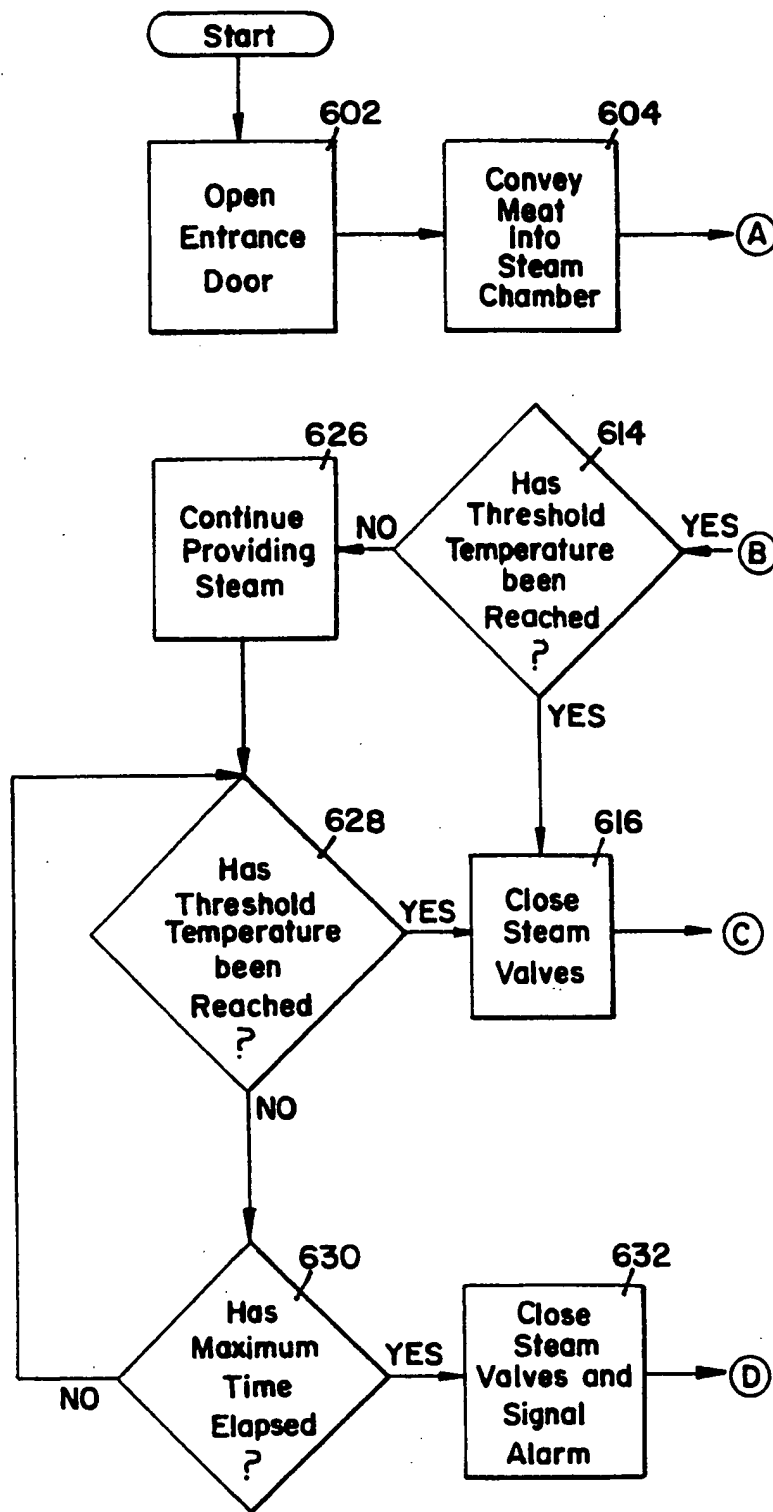 Start
602
Open
Entrance
Door
604
Convey
Meat
into
Steam
Chamber
A
626
Continue
Providing
Steam
NO
614
Has
Threshold
Temperature
been
Reached
?
YES
B
YES
628
Has
Threshold
Temperature
been
Reached
?
YES
616
Close
Steam
Valves
C
NO
630
Has
Maximum
Time
Elapsed
?
NO
YES
632
Close
Steam
Valves and
Signal
Alarm
D